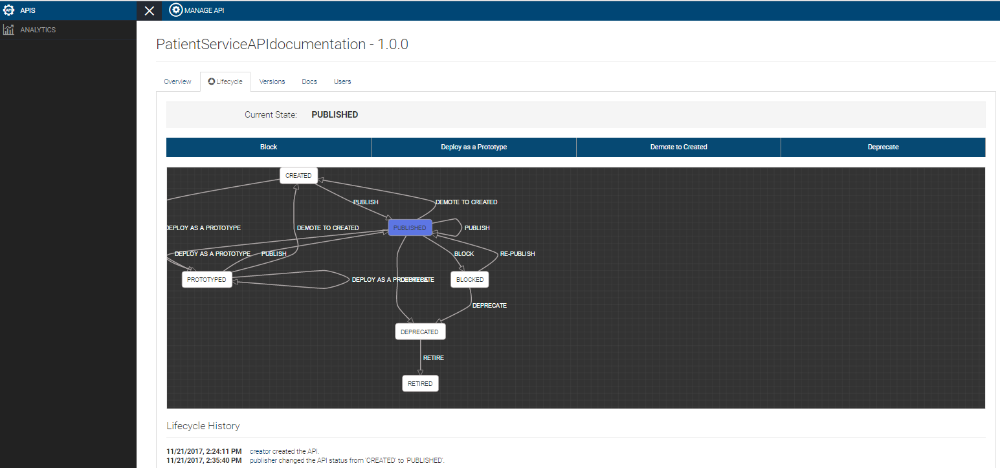 APIS
MANAGE API
ANALYTICS
PatientServiceAPIdocumentation - 1.0.0
Overview Lifecycle Versions Docs Users
Current State: PUBLISHED
Block Deploy as a Prototype Demote to Created Deprecate
CREATED
PUBLISH DEMOTE TO CREATED
DEPLOY AS A PROTOTYPE DEMOTE TO CREATED PUBLISHED PUBLISH
DEPLOY AS A PROTOTYPE PUBLISH BLOCK RE-PUBLISH
PROTOTYPED DEPLOY AS A PROTOTYPE DEPRECATE BLOCKED
DEPRECATE
DEPRECATED
RETIRE
RETIRED
Lifecycle History
11/21/2017, 2:24:11 PM creator created the API.
11/21/2017, 2:35:40 PM publisher changed the API status from 'CREATED' to 'PUBLISHED'.